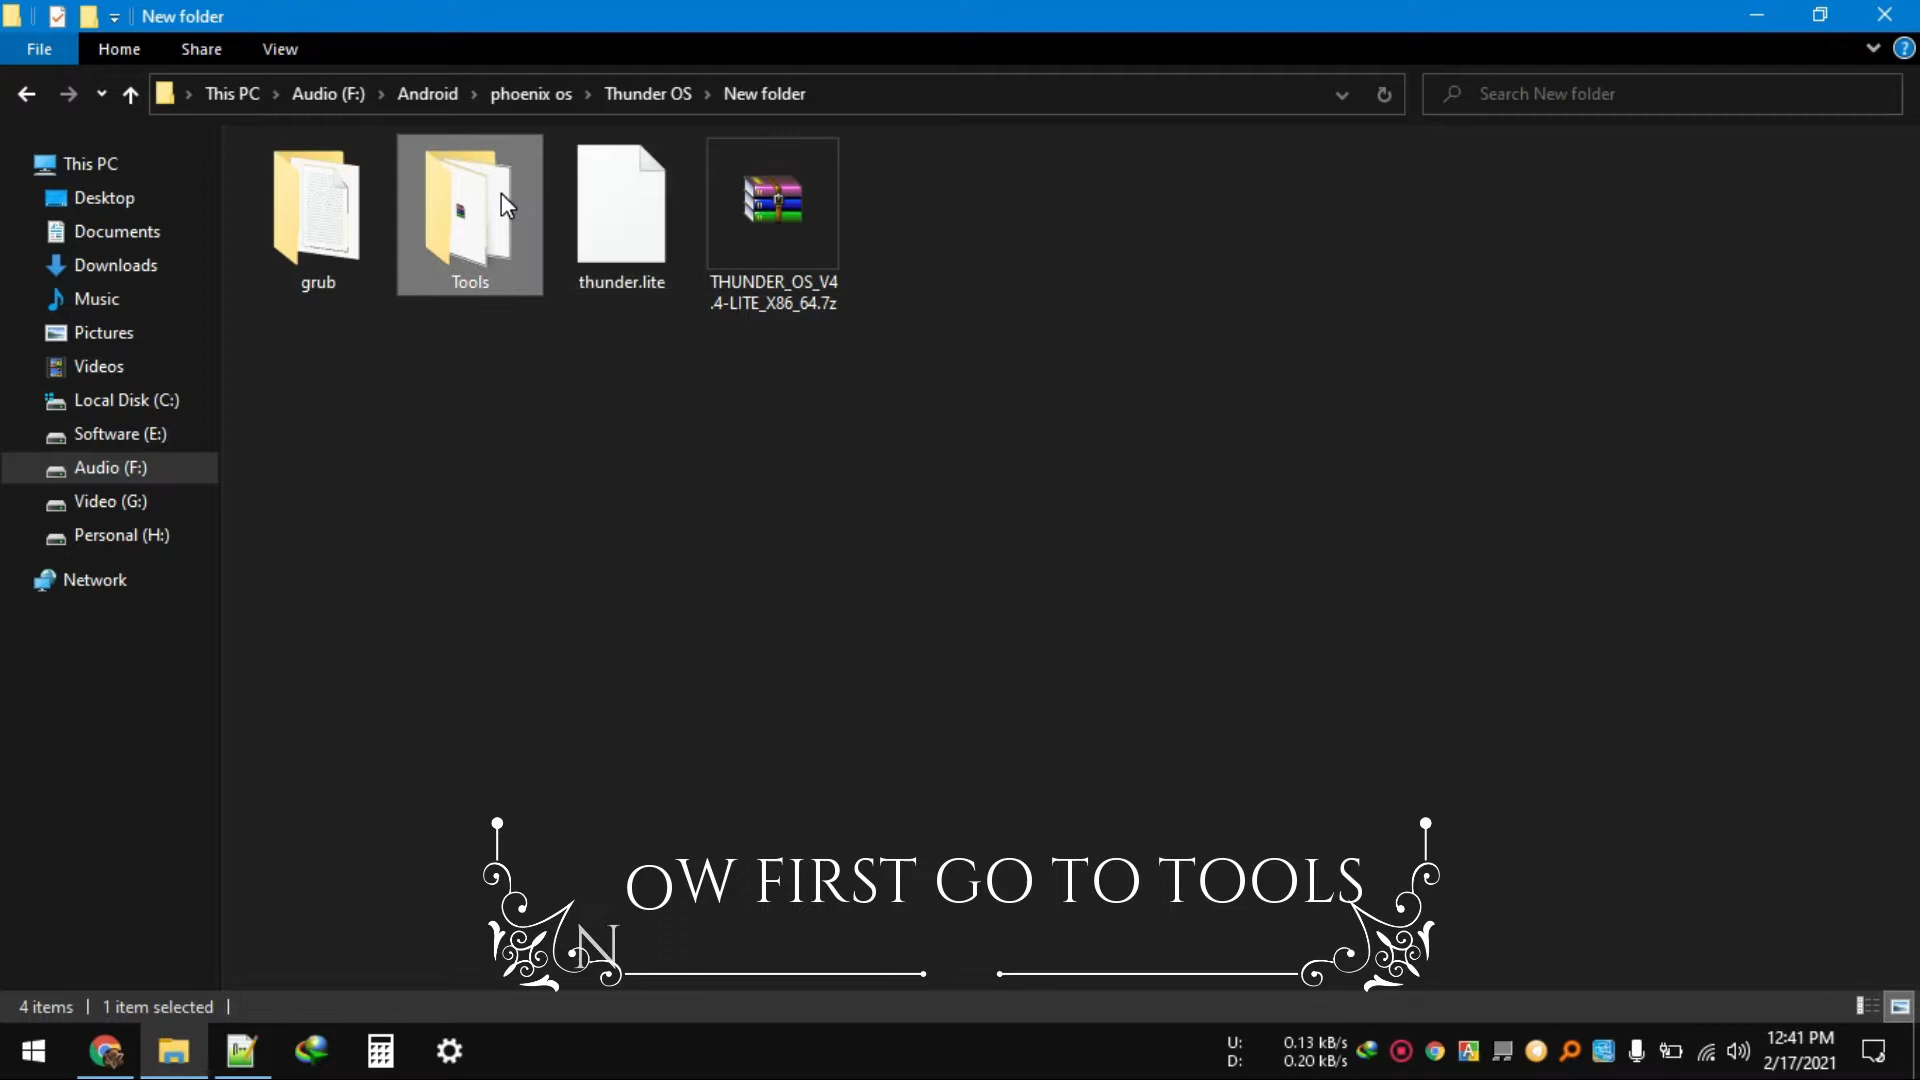 New folder
File Home Share View
This PC Audio (F:) Android phoenix os Thunder OS New folder
Search New folder
This PC
Desktop
Documents
Downloads
Music
Pictures
Videos
Local Disk (C:)
Software (E:)
Audio (F:)
Video (G:)
Personal (H:)
Network
grub
Tools
thunder.lite
THUNDER_OS_V4
.4-LITE_X86_64.7z
NOW FIRST GO TO TOOLS
4 items 1 item selected
U: 0.13 kB/s
D: 0.20 kB/s
12:41 PM
2/17/2021